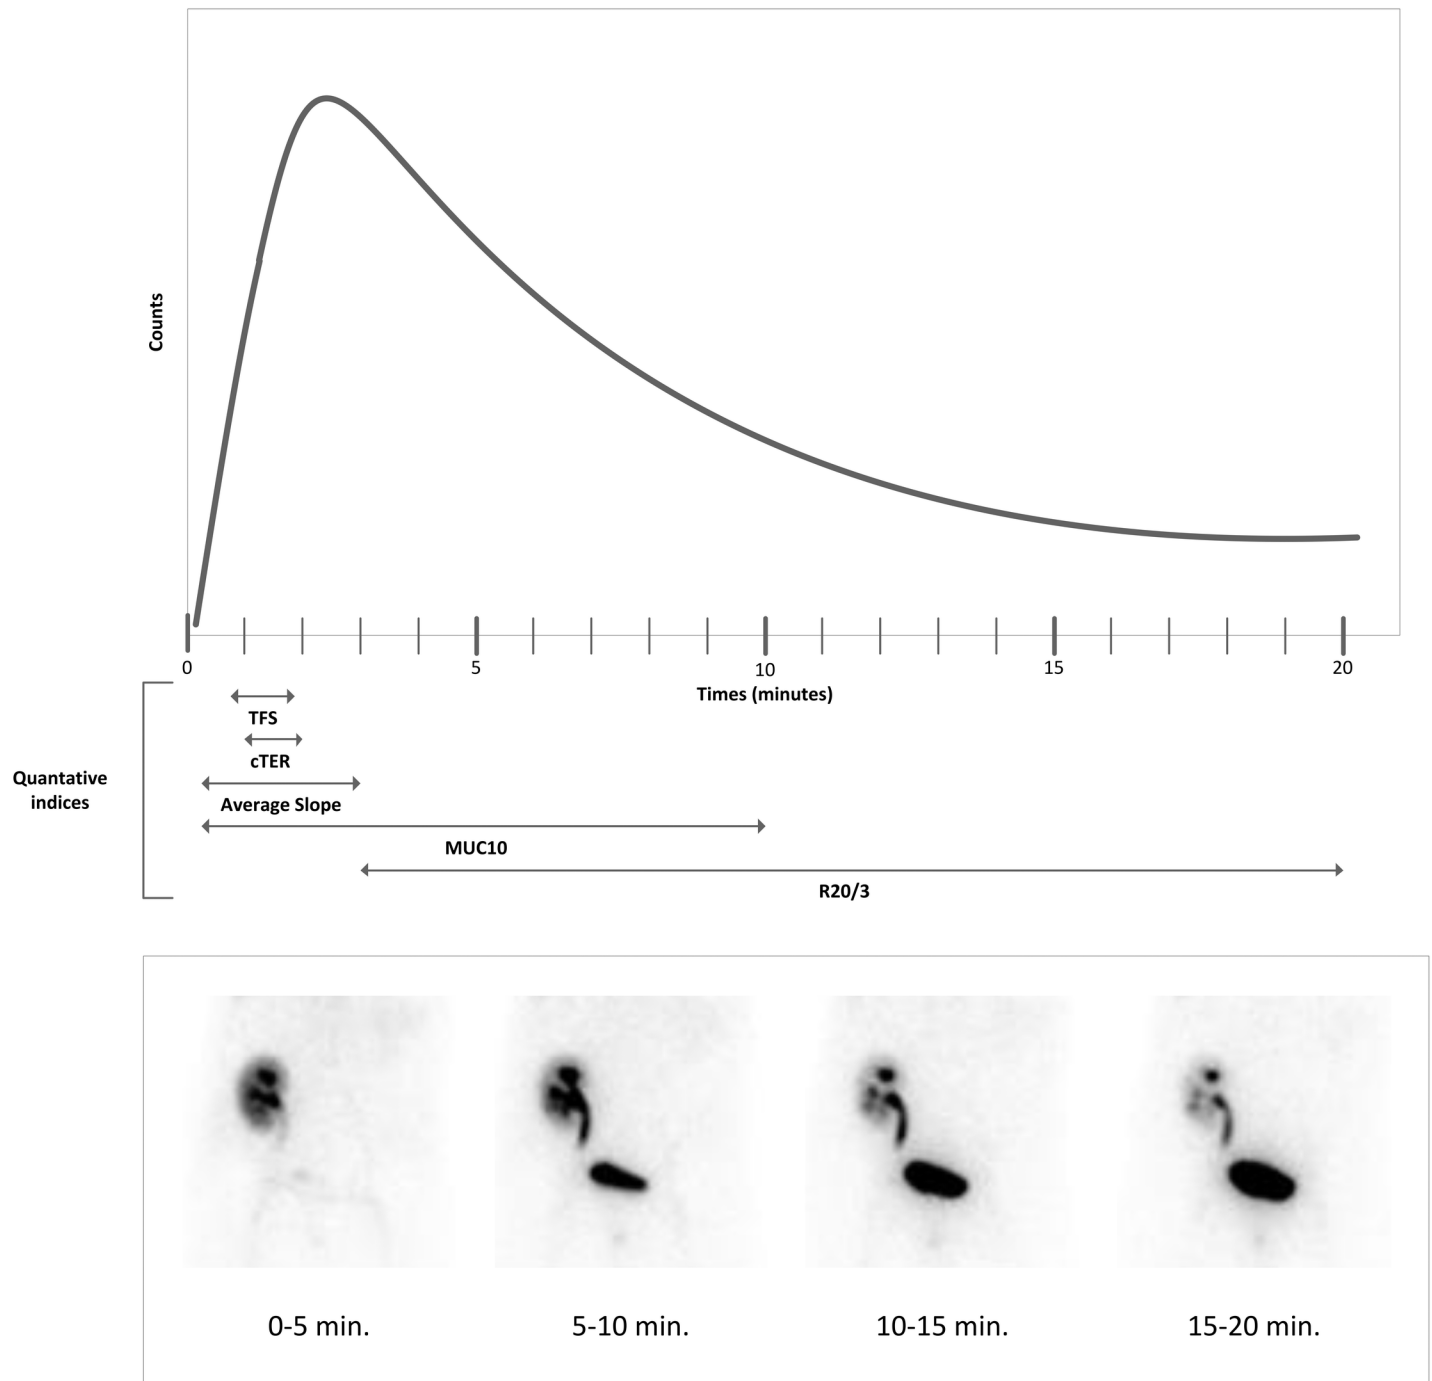 Counts
0
5
10
15
20
Times (minutes)
TFS
cTER
Average Slope
MUC10
R20/3
Quantative
indices
0-5 min.
5-10 min.
10-15 min.
15-20 min.